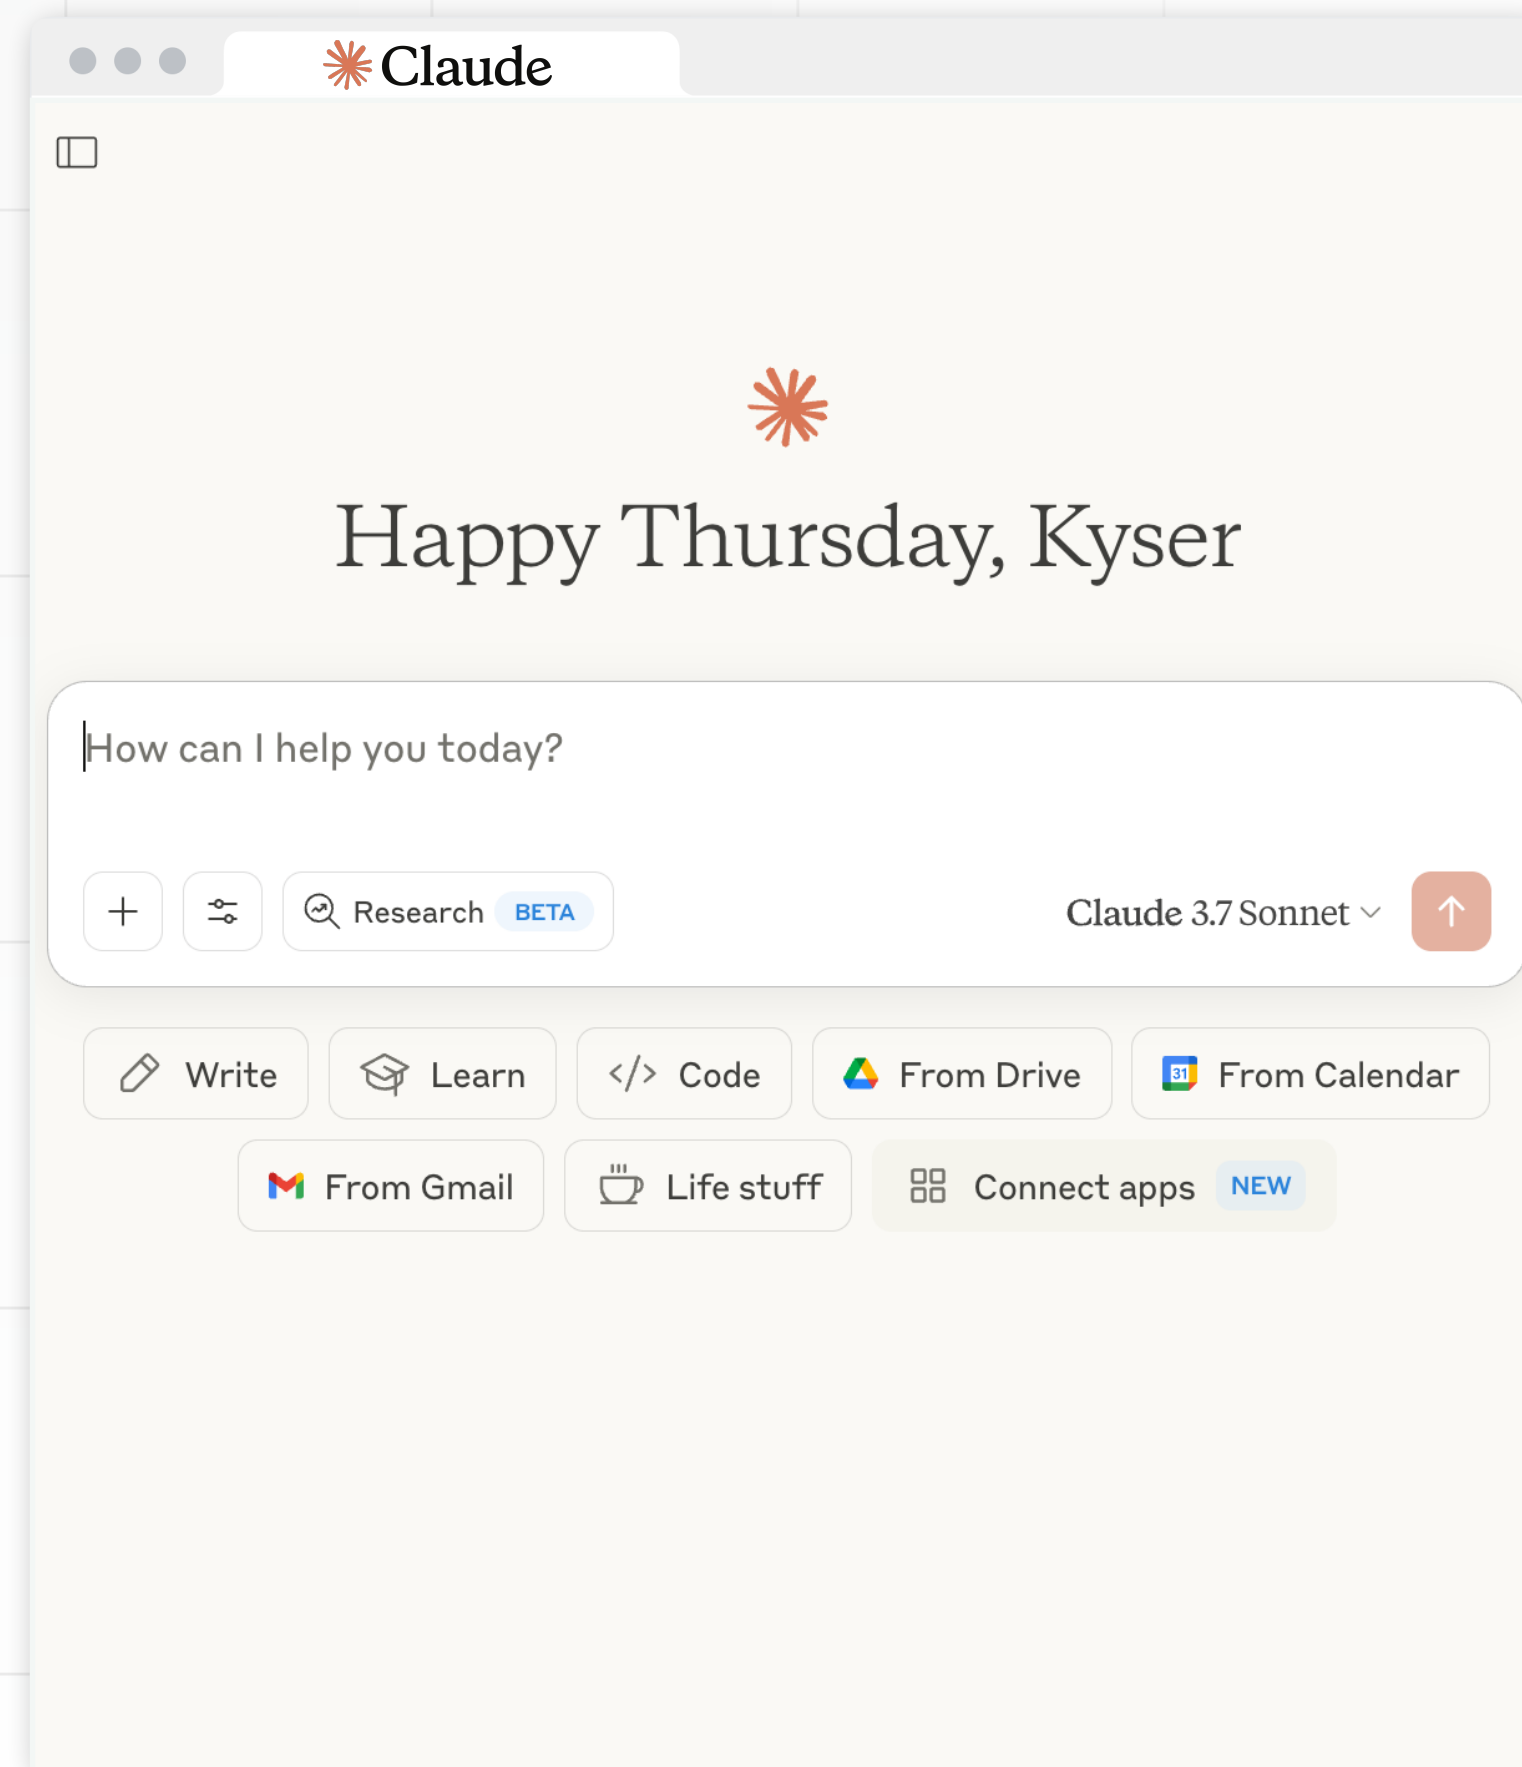 Claude
Happy Thursday, Kyser
How can I help you today?
Research BETA
Claude 3.7 Sonnet
Write
Learn
</> Code
From Drive
31 From Calendar
From Gmail
Life stuff
Connect apps NEW